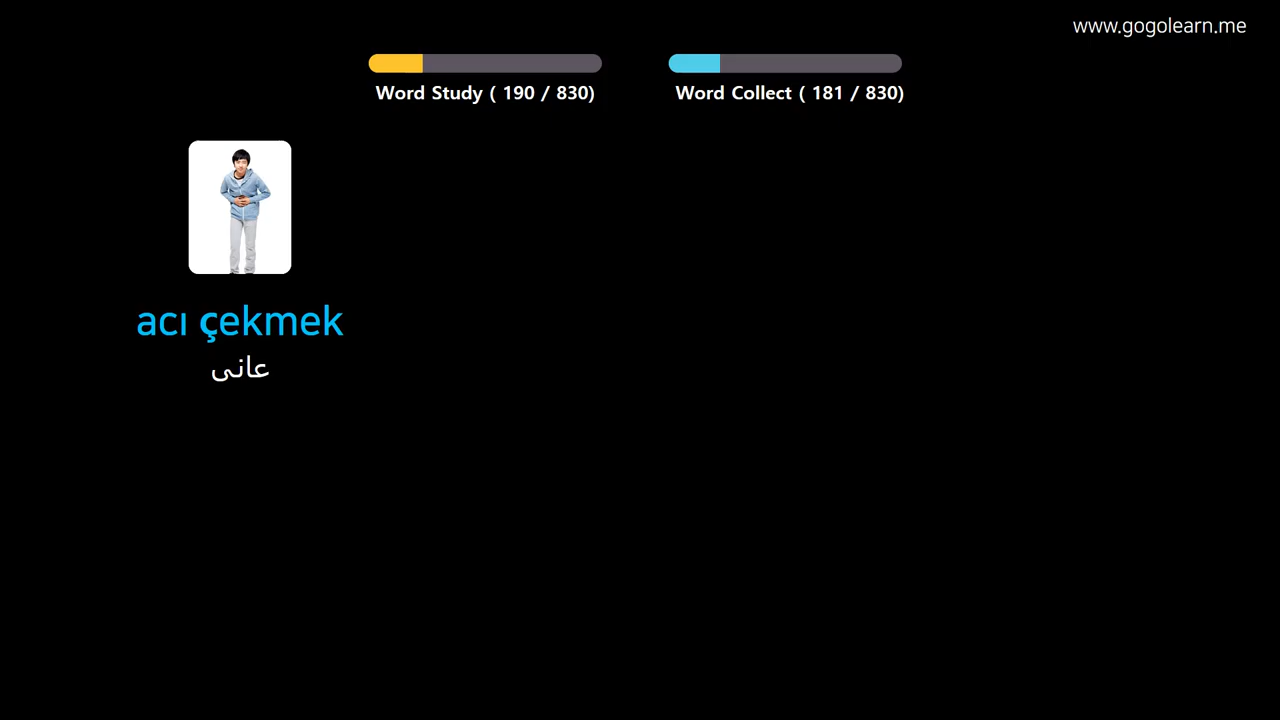 www.gogolearn.me
Word Study ( 190 / 830)
Word Collect ( 181 / 830)
acı çekmek
عانى